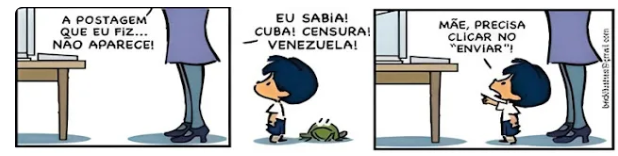 A POSTAGEM
QUE EU FIZ...
NÃO APARECE!
EU SABIA!
CUBA! CENSURA!
VENEZUELA!
MÃE, PRECISA
CLICAR NO
"ENVIAR"!